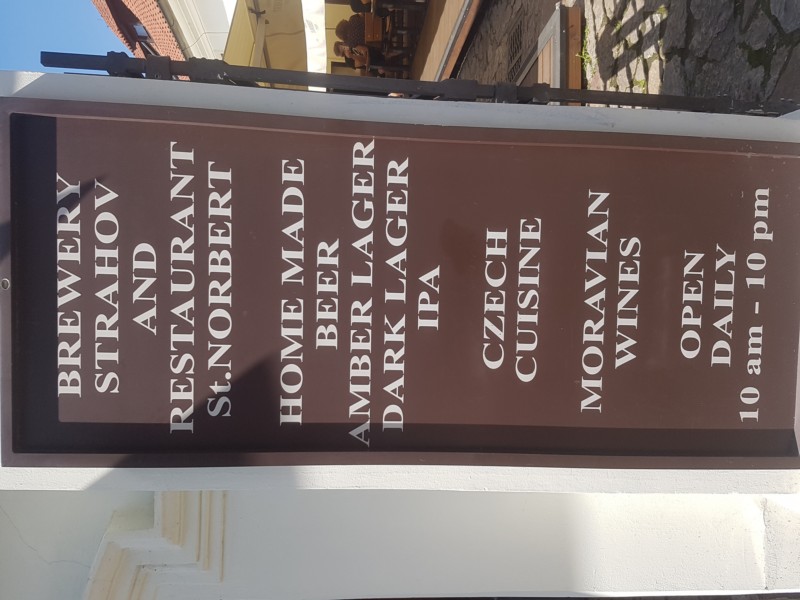 BREWERY
STRAHOV
AND
RESTAURANT
St.NORBERT
HOME MADE
BEER
AMBER LAGER
DARK LAGER
IPA
CZECH
CUISINE
MORAVIAN
WINES
OPEN
DAILY
10 am - 10 pm